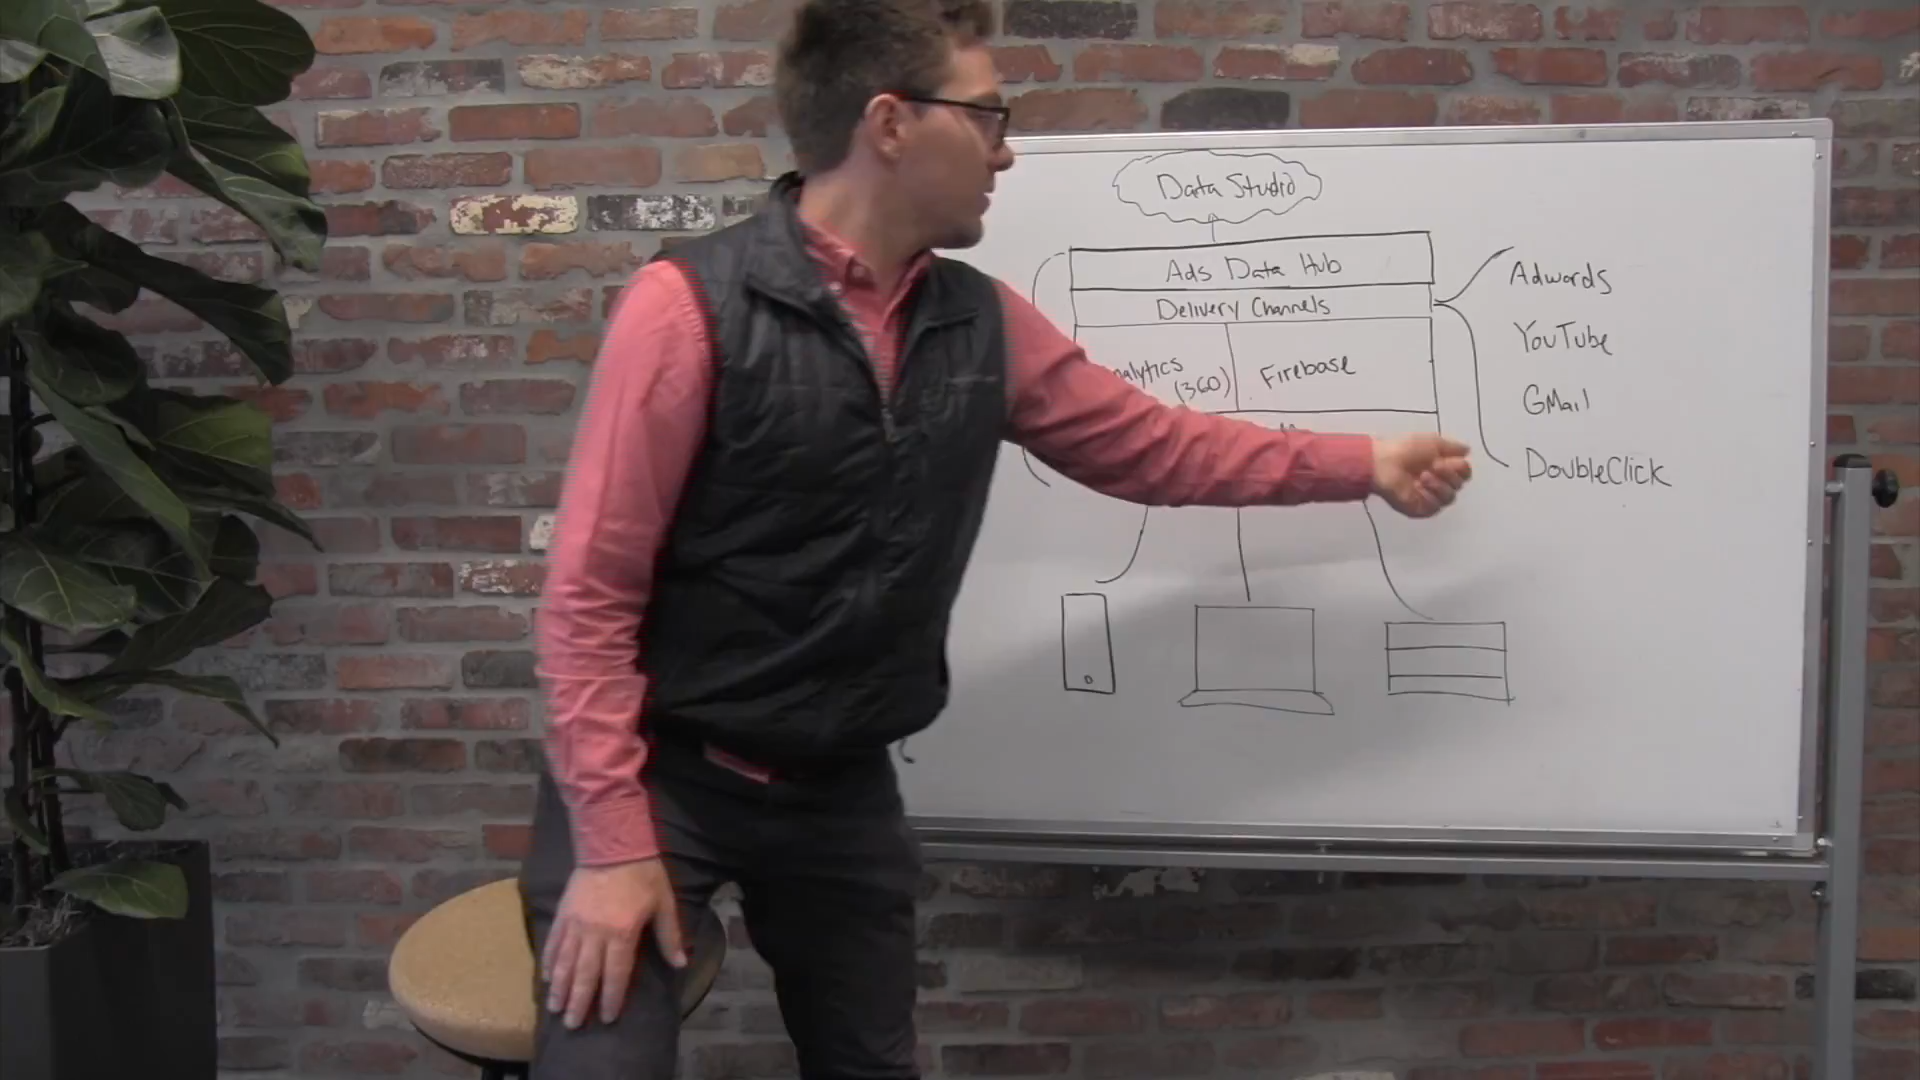 Data Studio
Ads Data Hub
Delivery Channels
nalytics
(360)
Firebase
Adwords
YouTube
GMail
DoubleClick